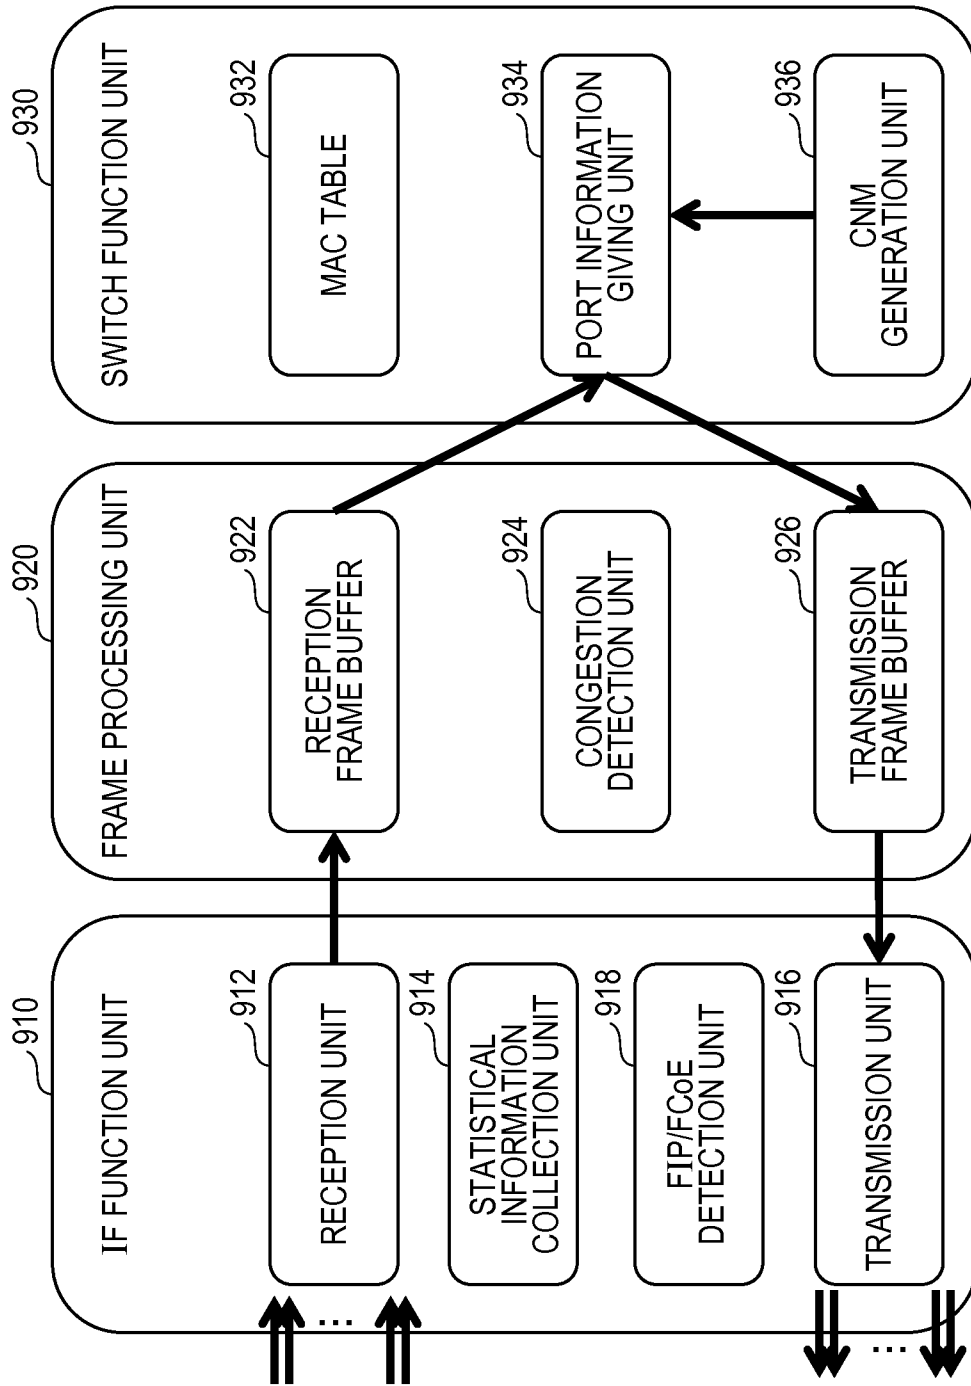 910
IF FUNCTION UNIT
912
RECEPTION UNIT
914
STATISTICAL
INFORMATION
COLLECTION UNIT
918
FIP/FCoE
DETECTION UNIT
916
TRANSMISSION UNIT
...
...
920
FRAME PROCESSING UNIT
922
RECEPTION
FRAME BUFFER
924
CONGESTION
DETECTION UNIT
926
TRANSMISSION
FRAME BUFFER
930
SWITCH FUNCTION UNIT
932
MAC TABLE
934
PORT INFORMATION
GIVING UNIT
936
CNM
GENERATION UNIT